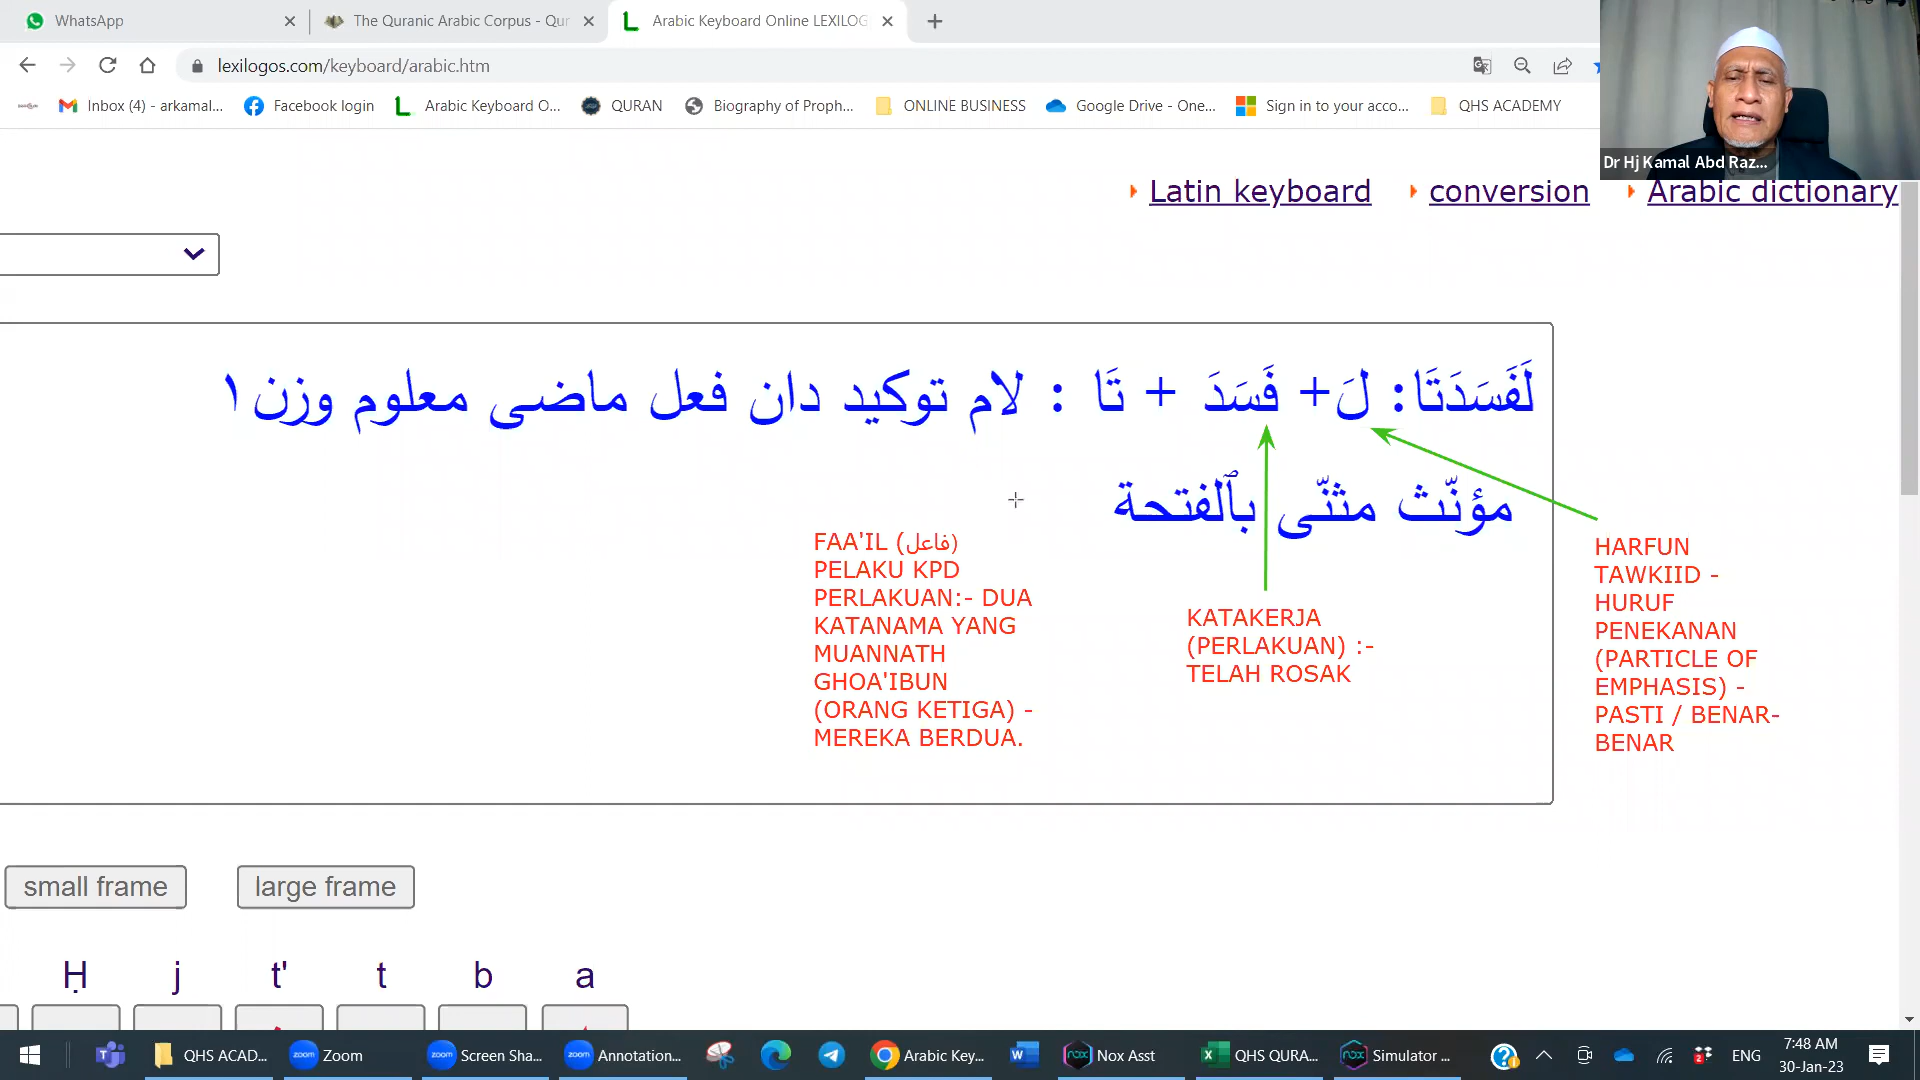 WhatsApp
The Quranic Arabic Corpus - Qur
Arabic Keyboard Online LEXILOG
lexilogos.com/keyboard/arabic.htm
Inbox (4) - arkamal...
Facebook login
Arabic Keyboard O...
QURAN
Biography of Proph...
ONLINE BUSINESS
Google Drive - One...
Sign in to your acco...
QHS ACADEMY
Dr Hj Kamal Abd Raz...
Latin keyboard
conversion
Arabic dictionary
لَفَسَدَتَا: لَ+ فَسَدَ + تَا : لام توكيد دان فعل ماضى معلوم وزن١
مؤنّث مثنّى بٱلفتحة
FAA'IL (فاعل)
PELAKU KPD
PERLAKUAN:- DUA
KATANAMA YANG
MUANNATH
GHOA'IBUN
(ORANG KETIGA) -
MEREKA BERDUA.
KATAKERJA
(PERLAKUAN) :-
TELAH ROSAK
HARFUN
TAWKIID -
HURUF
PENEKANAN
(PARTICLE OF
EMPHASIS) -
PASTI / BENAR-
BENAR
small frame
large frame
Ḥ j t' t b a
QHS ACAD...
Zoom
Screen Sha...
Annotation...
Arabic Key...
Nox Asst
QHS QURA...
Simulator ...
ENG
7:48 AM
30-Jan-23